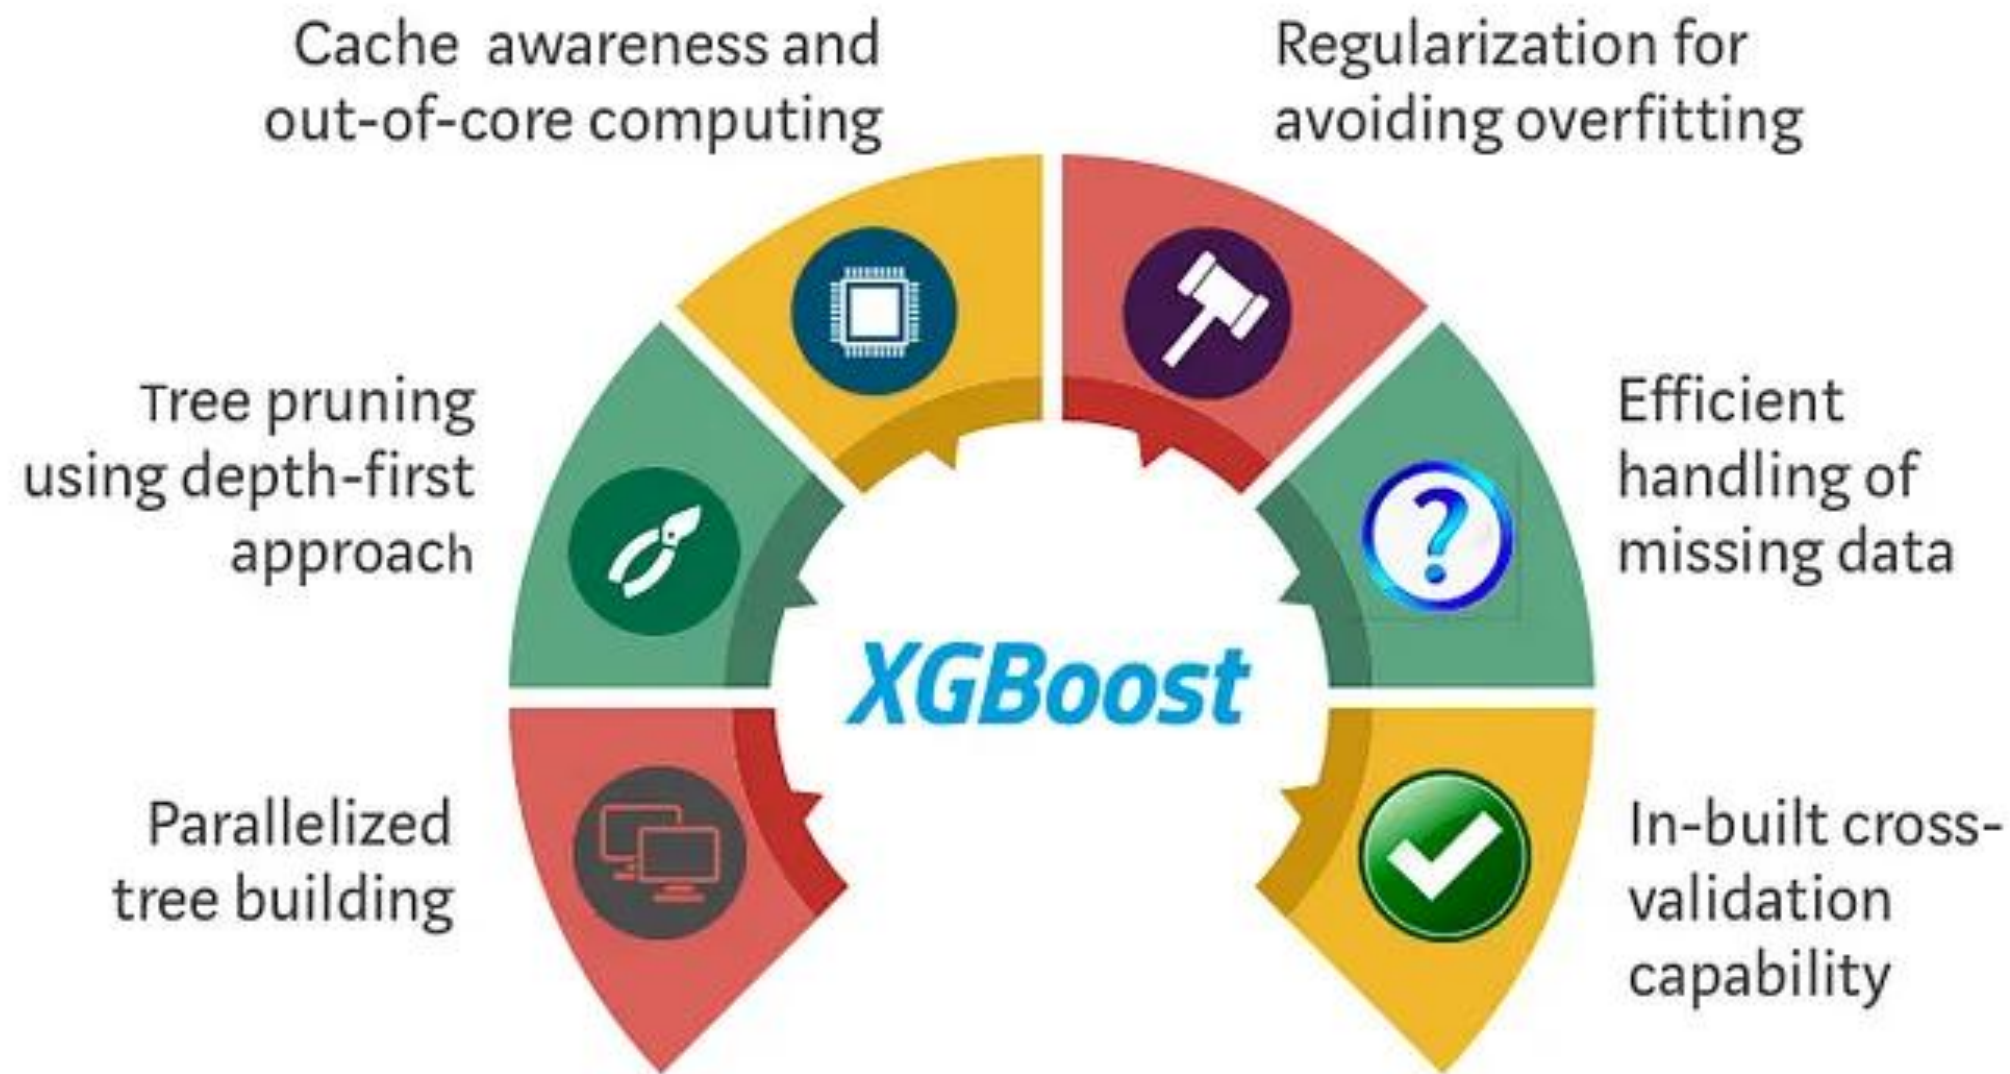 Cache awareness and
out-of-core computing
Regularization for
avoiding overfitting
Tree pruning
using depth-first
approach
Efficient
handling of
missing data
XGBoost
Parallelized
tree building
In-built cross-
validation
capability